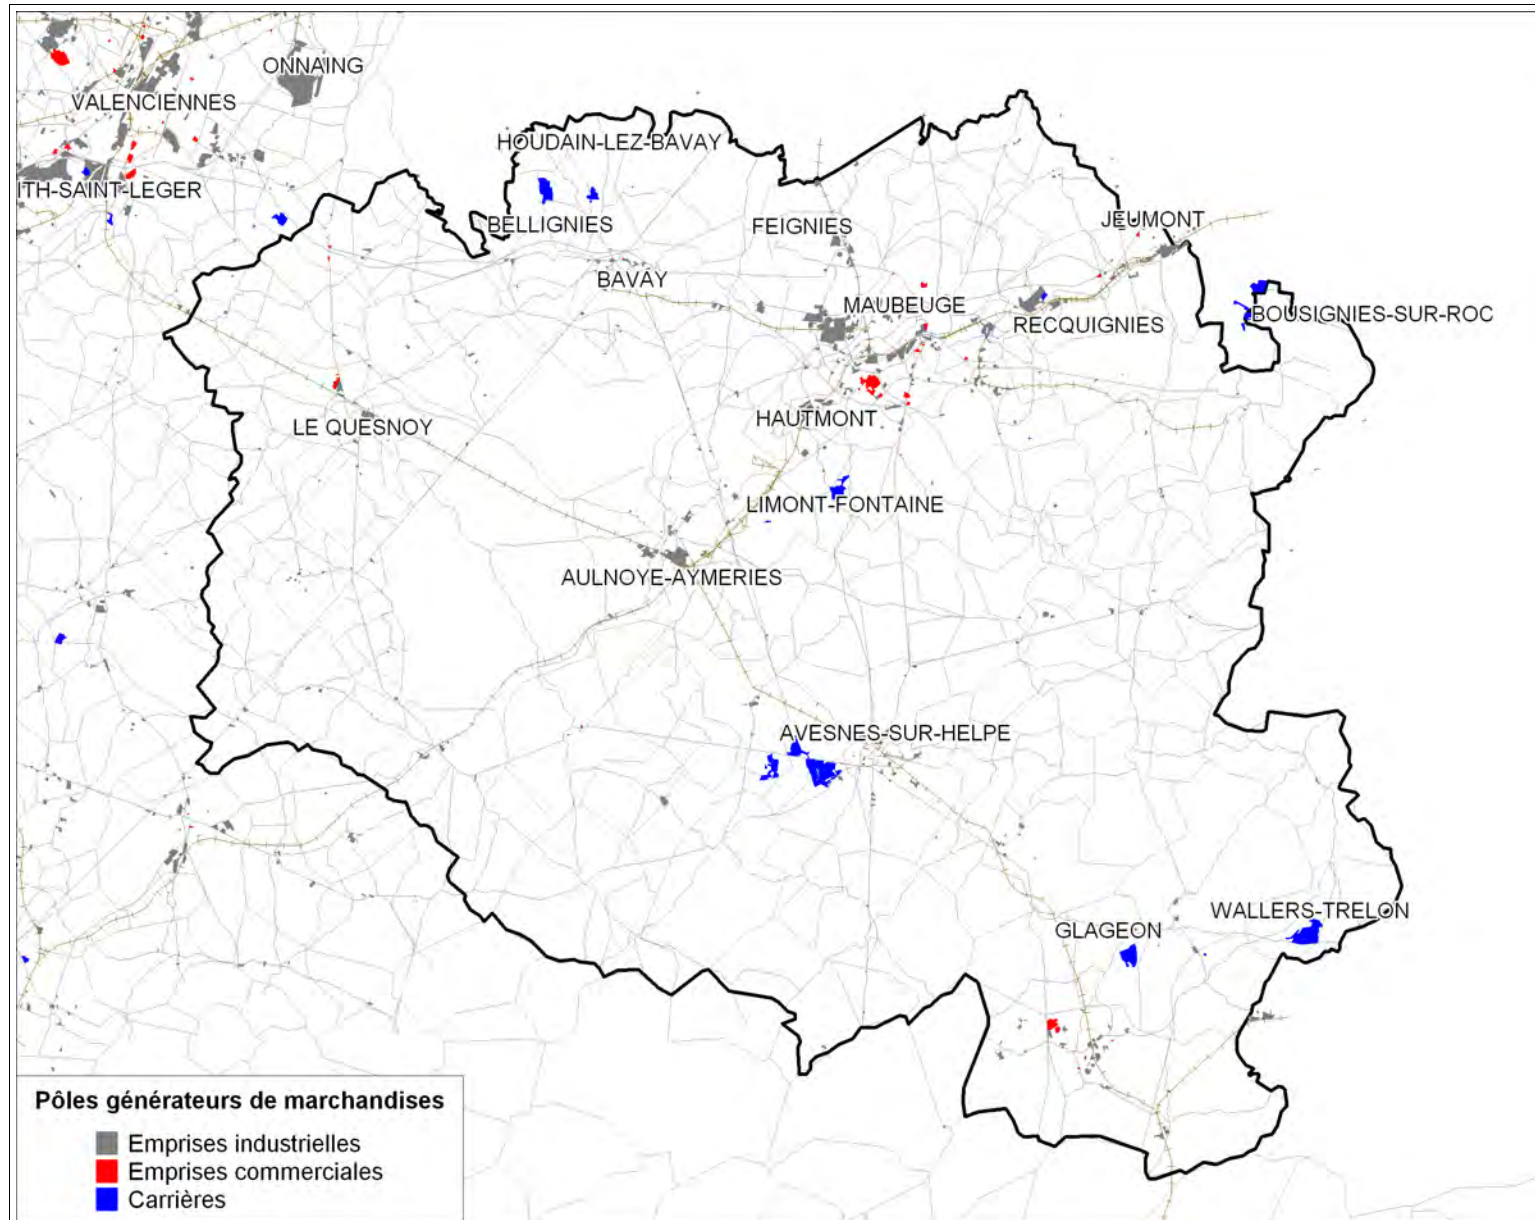 ONNAING
VALENCIENNES
HOUDAIN-LEZ-BAVAY
ITH-SAINT-LEGER
BELLIGNIES
FEIGNIES
JEUMONT
BAVAY
MAUBEUGE
RECQUIGNIES
BOUSIGNIES-SUR-ROC
HAUTMONT
LE QUESNOY
LIMONT-FONTAINE
AULNOYE-AYMERIES
AVESNES-SUR-HELPE
WALLERS-TRELON
GLAGEON
Pôles générateurs de marchandises
Emprises industrielles
Emprises commerciales
Carrières